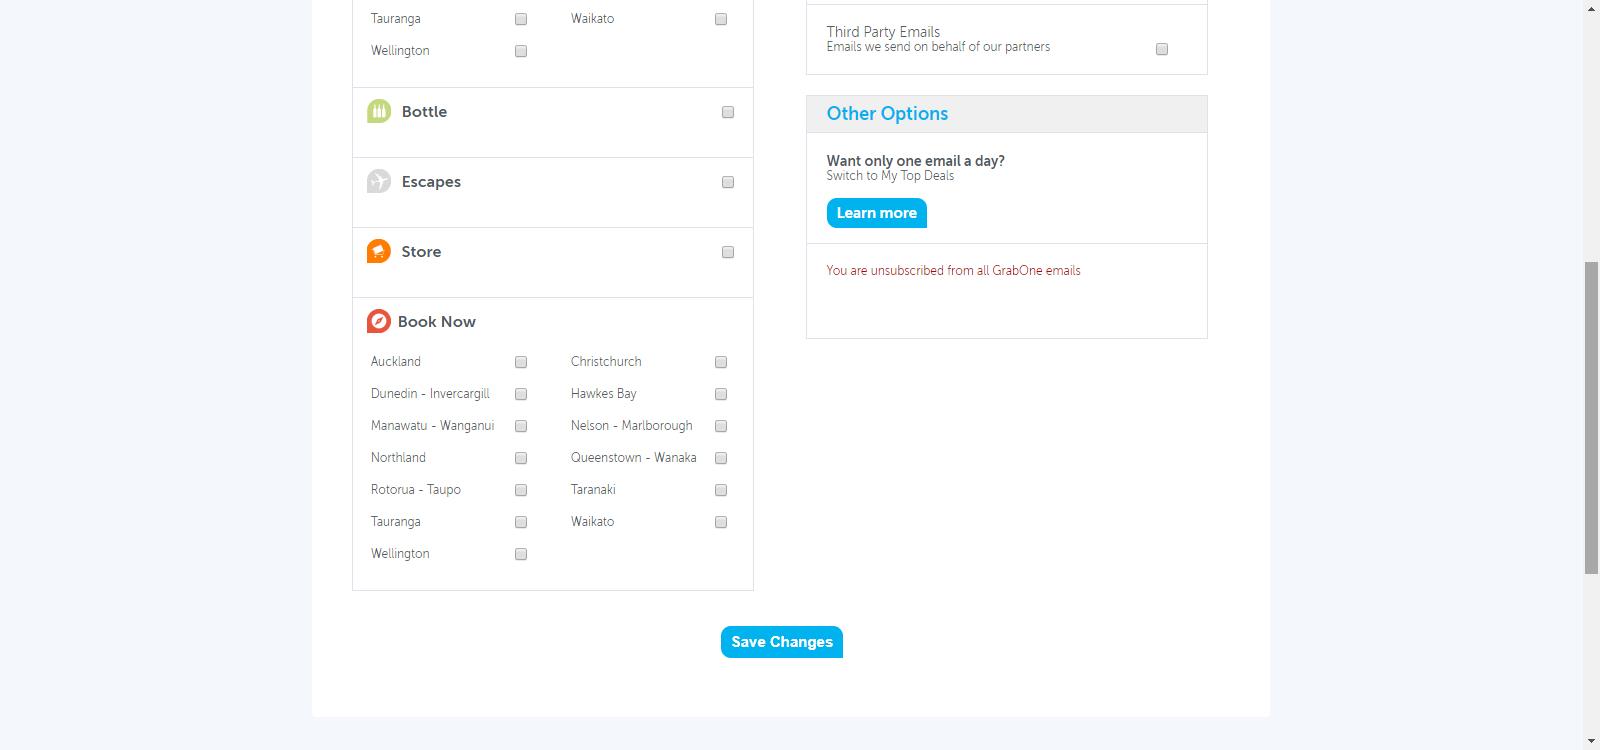 Tauranga
Waikato
Wellington
Bottle
Escapes
Store
Book Now
Auckland
Christchurch
Dunedin - Invercargill
Hawkes Bay
Manawatu - Wanganui
Nelson - Marlborough
Northland
Queenstown - Wanaka
Rotorua - Taupo
Taranaki
Tauranga
Waikato
Wellington
Third Party Emails
Emails we send on behalf of our partners
Other Options
Want only one email a day?
Switch to My Top Deals
Learn more
You are unsubscribed from all GrabOne emails
Save Changes